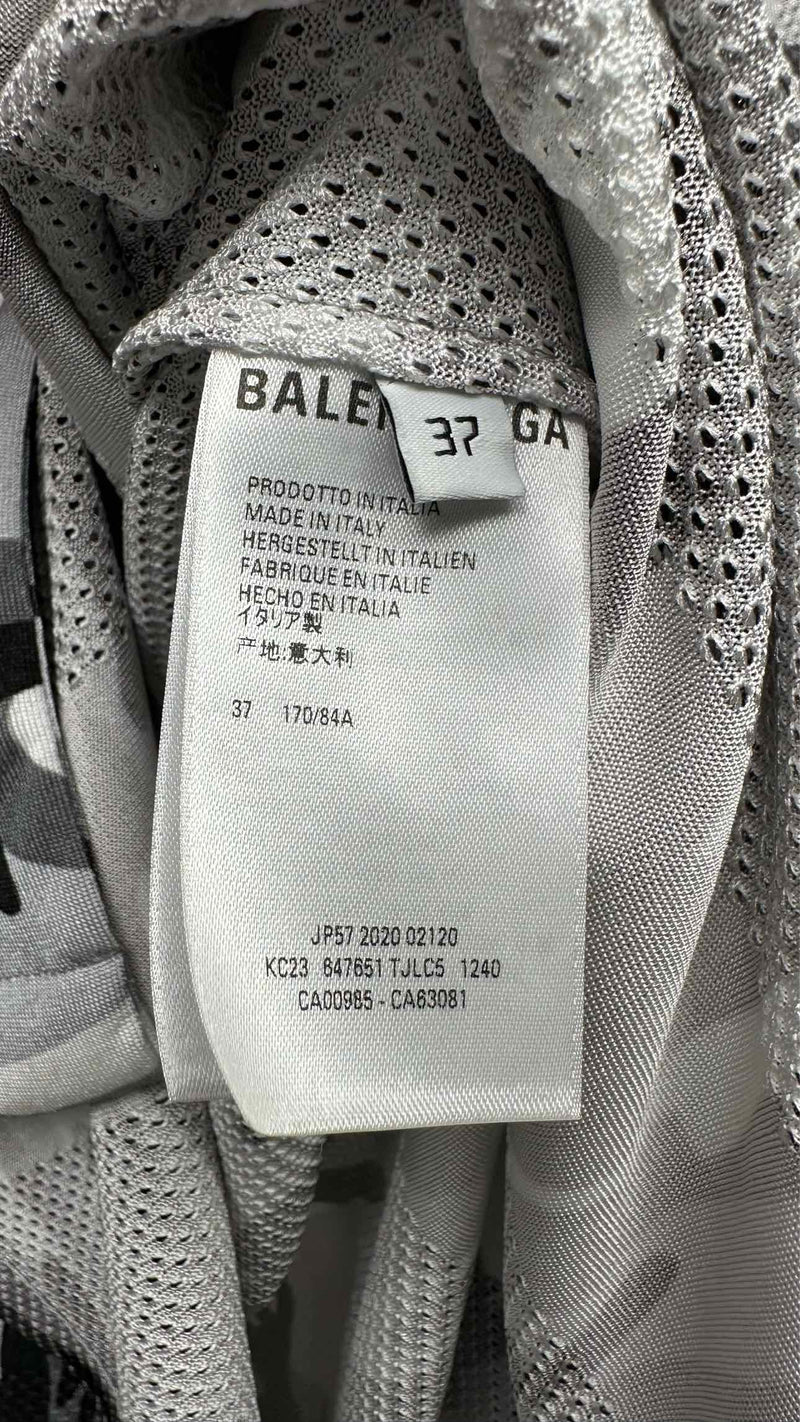 BALEN GA
37
PRODOTTO IN ITALIA
MADE IN ITALY
HERGESTELLT IN ITALIEN
FABRIQUE EN ITALIE
HECHO EN ITALIA
イタリア製
产地:意大利
37 170/84A
JP57 2020 02120
KC23 647651 TJLC5 1240
CA00985 - CA63081